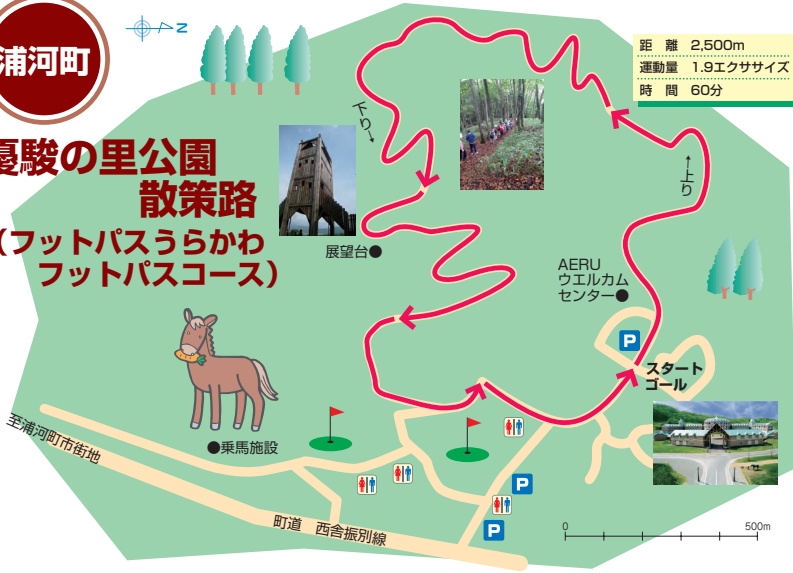 浦河町
N
優駿の里公園
散策路
（フットパスうらかわ
フットパスコース）
距　離　2,500m
運動量　1.9エクササイズ
時　間　60分
下り→
←上り
展望台●
AERU
ウエルカム
センター●
P
スタート
ゴール
●乗馬施設
至浦河町市街地
町道　西舎振別線
P
P
0
500m